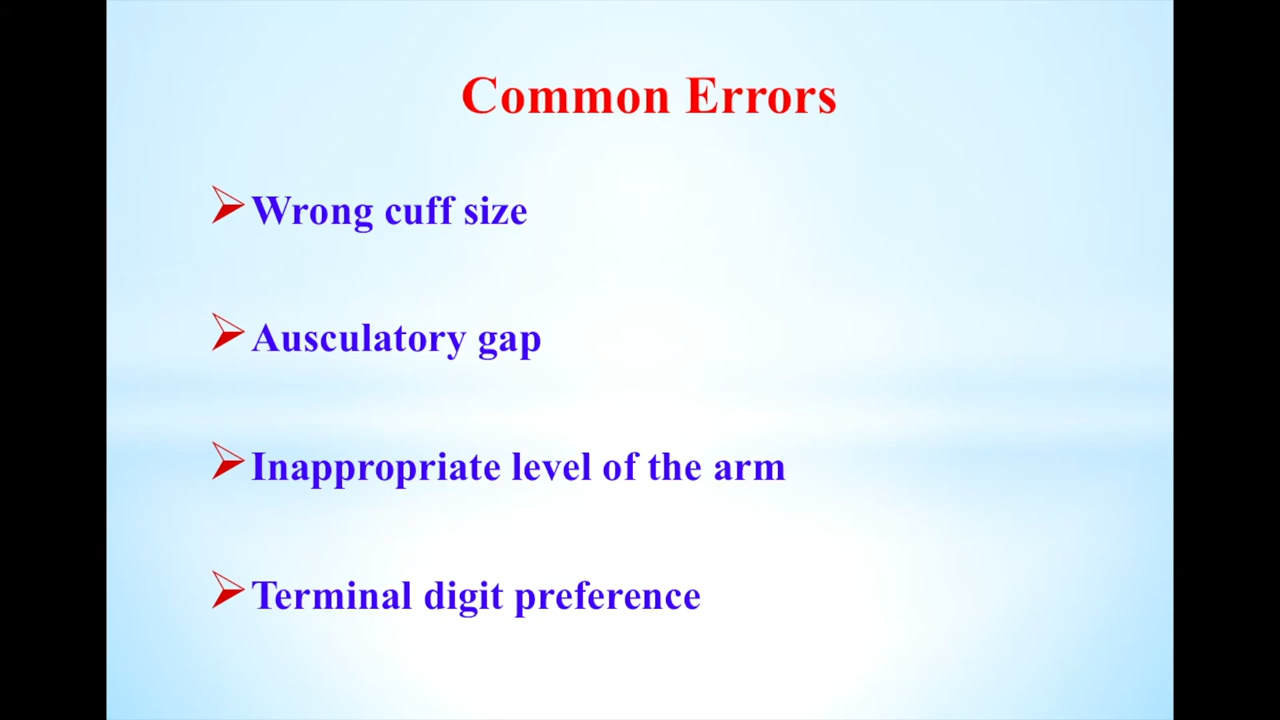 Common Errors
Wrong cuff size
Ausculatory gap
Inappropriate level of the arm
Terminal digit preference